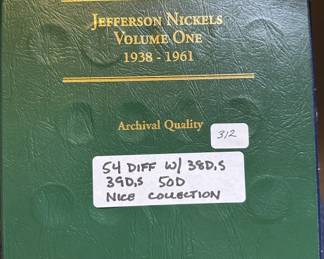 JEFFERSON NICKELS
VOLUME ONE
1938 - 1961
Archival Quality
312
54 DIFF W/ 38D,S
39D,S 50D
NICE COLLECTION